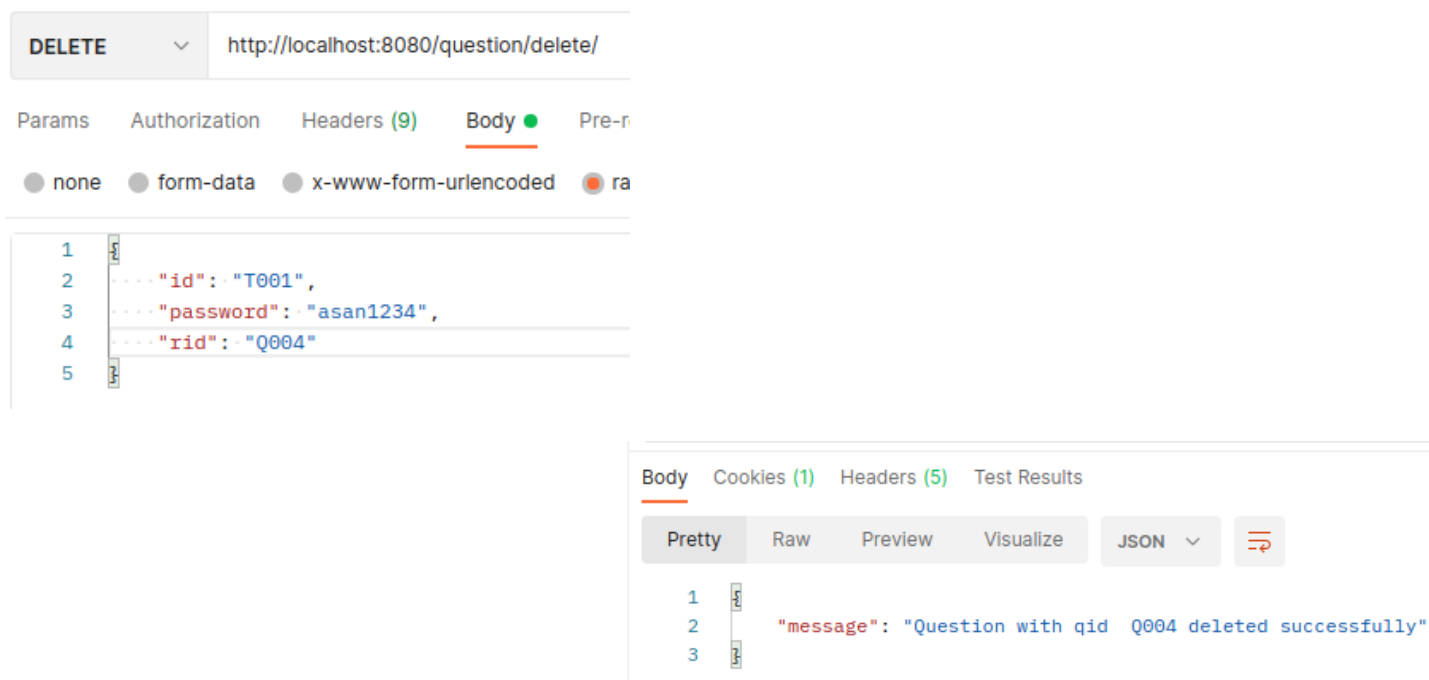 DELETE http://localhost:8080/question/delete/
Params Authorization Headers (9) Body Pre-r
none form-data x-www-form-urlencoded ra
1 {
2 "id": "T001",
3 "password": "asan1234",
4 "rid": "Q004"
5 }
Body Cookies (1) Headers (5) Test Results
Pretty Raw Preview Visualize JSON
1 {
2 "message": "Question with qid  Q004 deleted successfully"
3 }